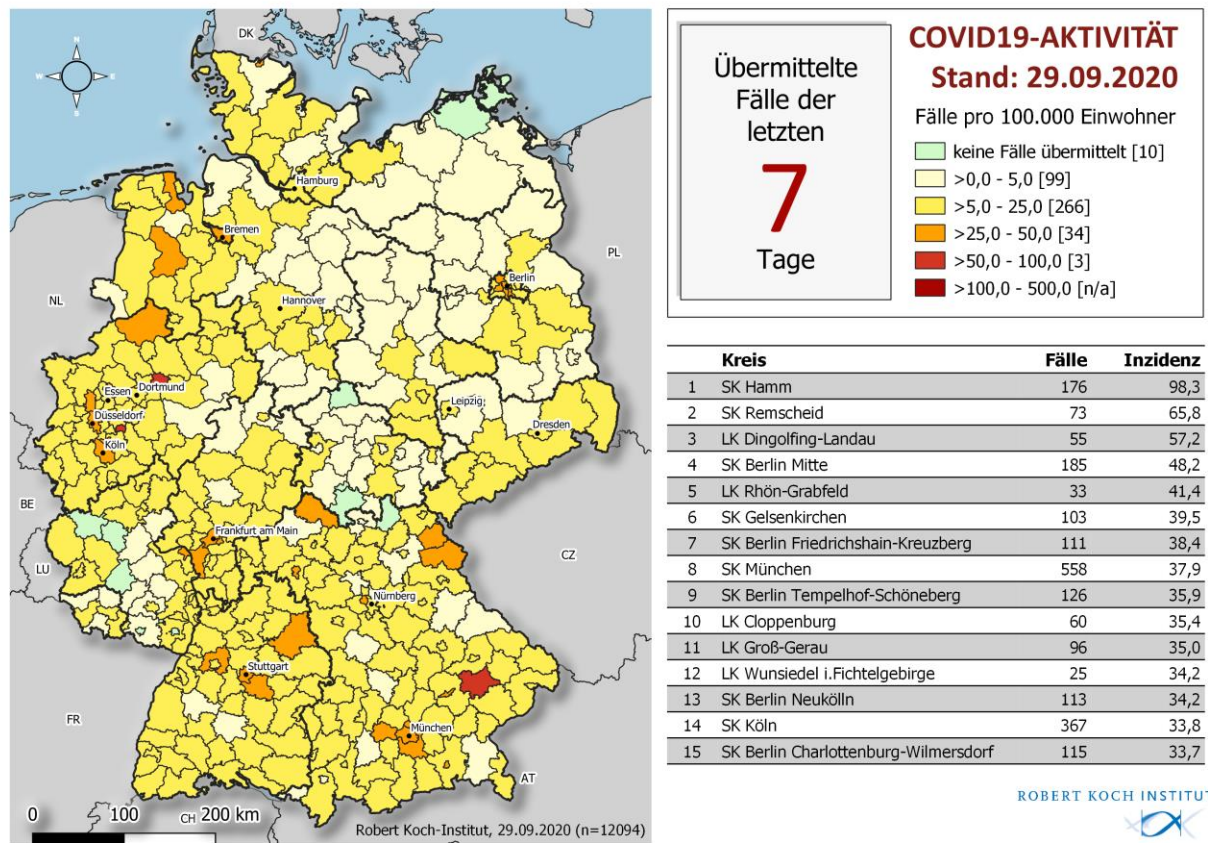 DK
N
W E
S
Hamburg
Bremen
PL
Berlin
NL
Hannover
Essen
Dortmund
Düsseldorf
Leipzig
Dresden
Köln
BE
Frankfurt am Main
LU
CZ
Nürnberg
Stuttgart
FR
München
AT
0 100 200 km
CH
Robert Koch-Institut, 29.09.2020 (n=12094)
Übermittelte
Fälle der
letzten
7
Tage
COVID19-AKTIVITÄT
Stand: 29.09.2020
Fälle pro 100.000 Einwohner
keine Fälle übermittelt [10]
>0,0 - 5,0 [99]
>5,0 - 25,0 [266]
>25,0 - 50,0 [34]
>50,0 - 100,0 [3]
>100,0 - 500,0 [n/a]
Kreis Fälle Inzidenz
1 SK Hamm 176 98,3
2 SK Remscheid 73 65,8
3 LK Dingolfing-Landau 55 57,2
4 SK Berlin Mitte 185 48,2
5 LK Rhön-Grabfeld 33 41,4
6 SK Gelsenkirchen 103 39,5
7 SK Berlin Friedrichshain-Kreuzberg 111 38,4
8 SK München 558 37,9
9 SK Berlin Tempelhof-Schöneberg 126 35,9
10 LK Cloppenburg 60 35,4
11 LK Groß-Gerau 96 35,0
12 LK Wunsiedel i.Fichtelgebirge 25 34,2
13 SK Berlin Neukölln 113 34,2
14 SK Köln 367 33,8
15 SK Berlin Charlottenburg-Wilmersdorf 115 33,7
ROBERT KOCH INSTITUT